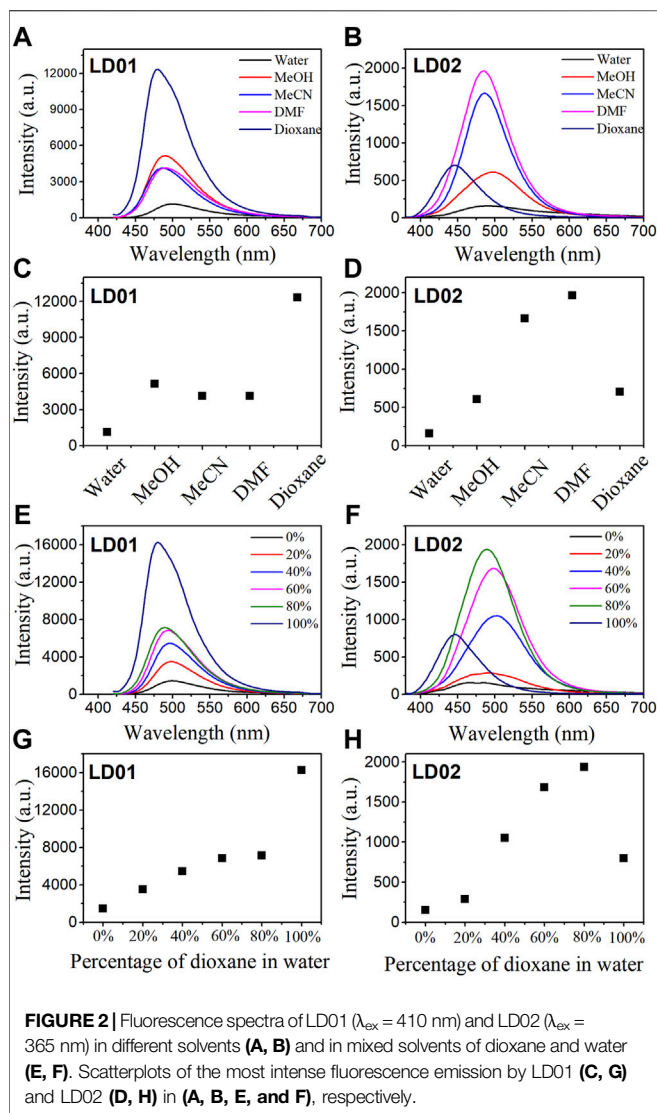 A
LD01
Water
MeOH
MeCN
DMF
Dioxane
Intensity (a.u.)
12000
9000
6000
3000
0
400 450 500 550 600 650 700
Wavelength (nm)
B
LD02
Water
MeOH
MeCN
DMF
Dioxane
Intensity (a.u.)
2000
1500
1000
500
0
400 450 500 550 600 650 700
Wavelength (nm)
C
LD01
Intensity (a.u.)
12000
9000
6000
3000
0
Water MeOH MeCN DMF Dioxane
D
LD02
Intensity (a.u.)
2000
1500
1000
500
0
Water MeOH MeCN DMF Dioxane
E
LD01
0%
20%
40%
60%
80%
100%
Intensity (a.u.)
16000
12000
8000
4000
0
400 450 500 550 600 650 700
Wavelength (nm)
F
LD02
0%
20%
40%
60%
80%
100%
Intensity (a.u.)
2000
1500
1000
500
0
400 450 500 550 600 650 700
Wavelength (nm)
G
LD01
Intensity (a.u.)
16000
12000
8000
4000
0
0% 20% 40% 60% 80% 100%
Percentage of dioxane in water
H
LD02
Intensity (a.u.)
2000
1500
1000
500
0
0% 20% 40% 60% 80% 100%
Percentage of dioxane in water
FIGURE 2 | Fluorescence spectra of LD01 (λex = 410 nm) and LD02 (λex =
365 nm) in different solvents (A, B) and in mixed solvents of dioxane and water
(E, F). Scatterplots of the most intense fluorescence emission by LD01 (C, G)
and LD02 (D, H) in (A, B, E, and F), respectively.